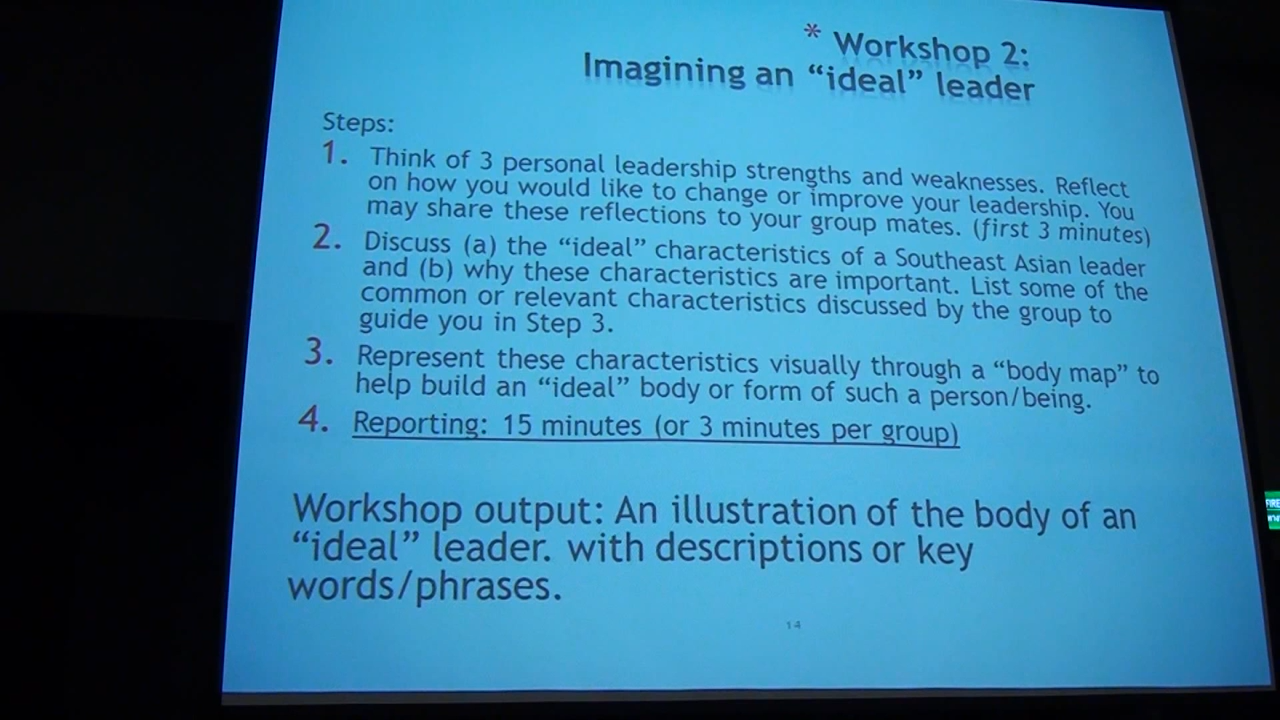 * Workshop 2:
Imagining an “ideal” leader
Steps:
1. Think of 3 personal leadership strengths and weaknesses. Reflect
on how you would like to change or improve your leadership. You
may share these reflections to your group mates. (first 3 minutes)
2. Discuss (a) the “ideal” characteristics of a Southeast Asian leader
and (b) why these characteristics are important. List some of the
common or relevant characteristics discussed by the group to
guide you in Step 3.
3. Represent these characteristics visually through a “body map” to
help build an “ideal” body or form of such a person/being.
4. Reporting: 15 minutes (or 3 minutes per group)
Workshop output: An illustration of the body of an
“ideal” leader. with descriptions or key
words/phrases.
14
FIRE